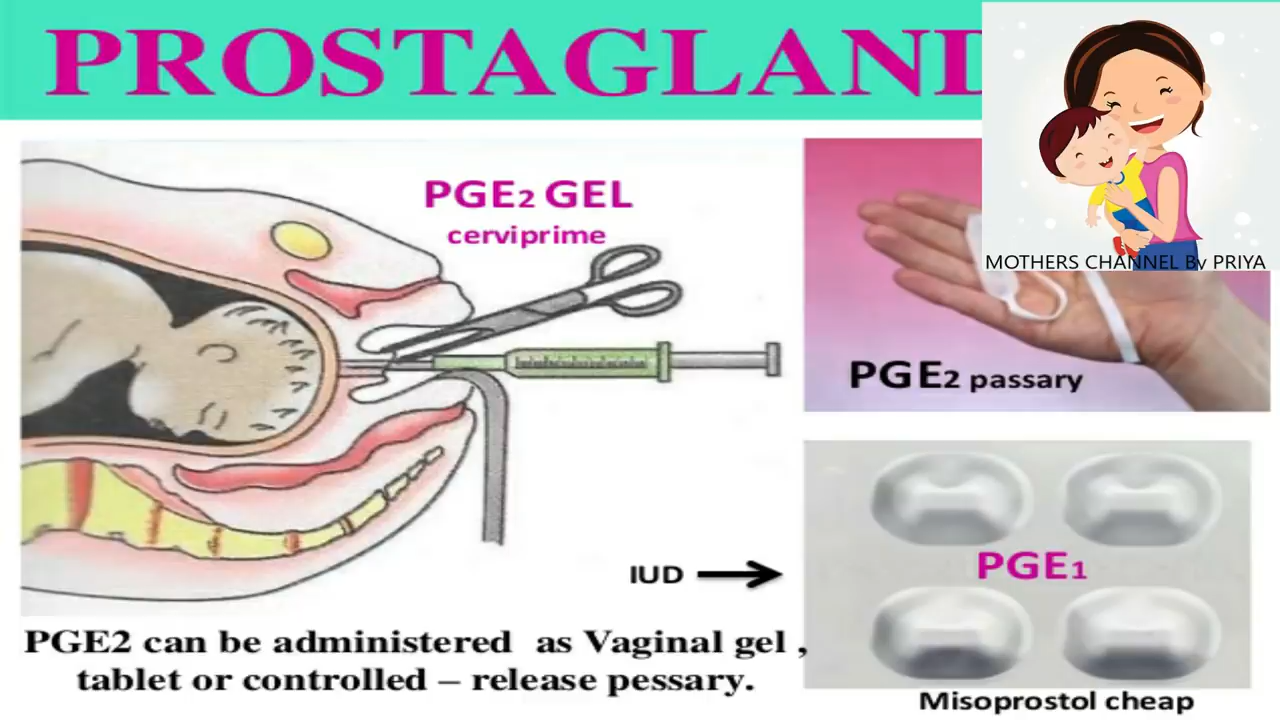 PROSTAGLAND
MOTHERS CHANNEL By PRIYA
PGE2 GEL
cerviprime
PGE2 passary
IUD
PGE1
PGE2 can be administered as Vaginal gel ,
tablet or controlled – release pessary.
Misoprostol cheap